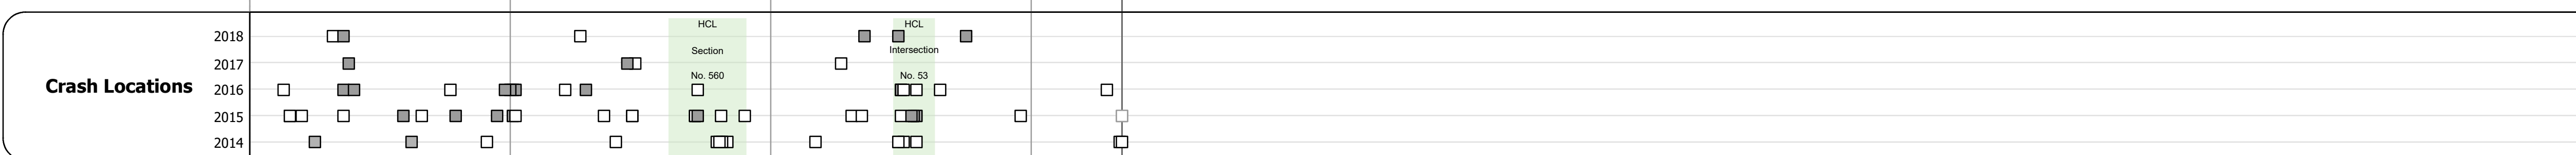 HCL
HCL
2018
Section
Intersection
2017
No. 560
No. 53
Crash Locations
2016
2015
2014